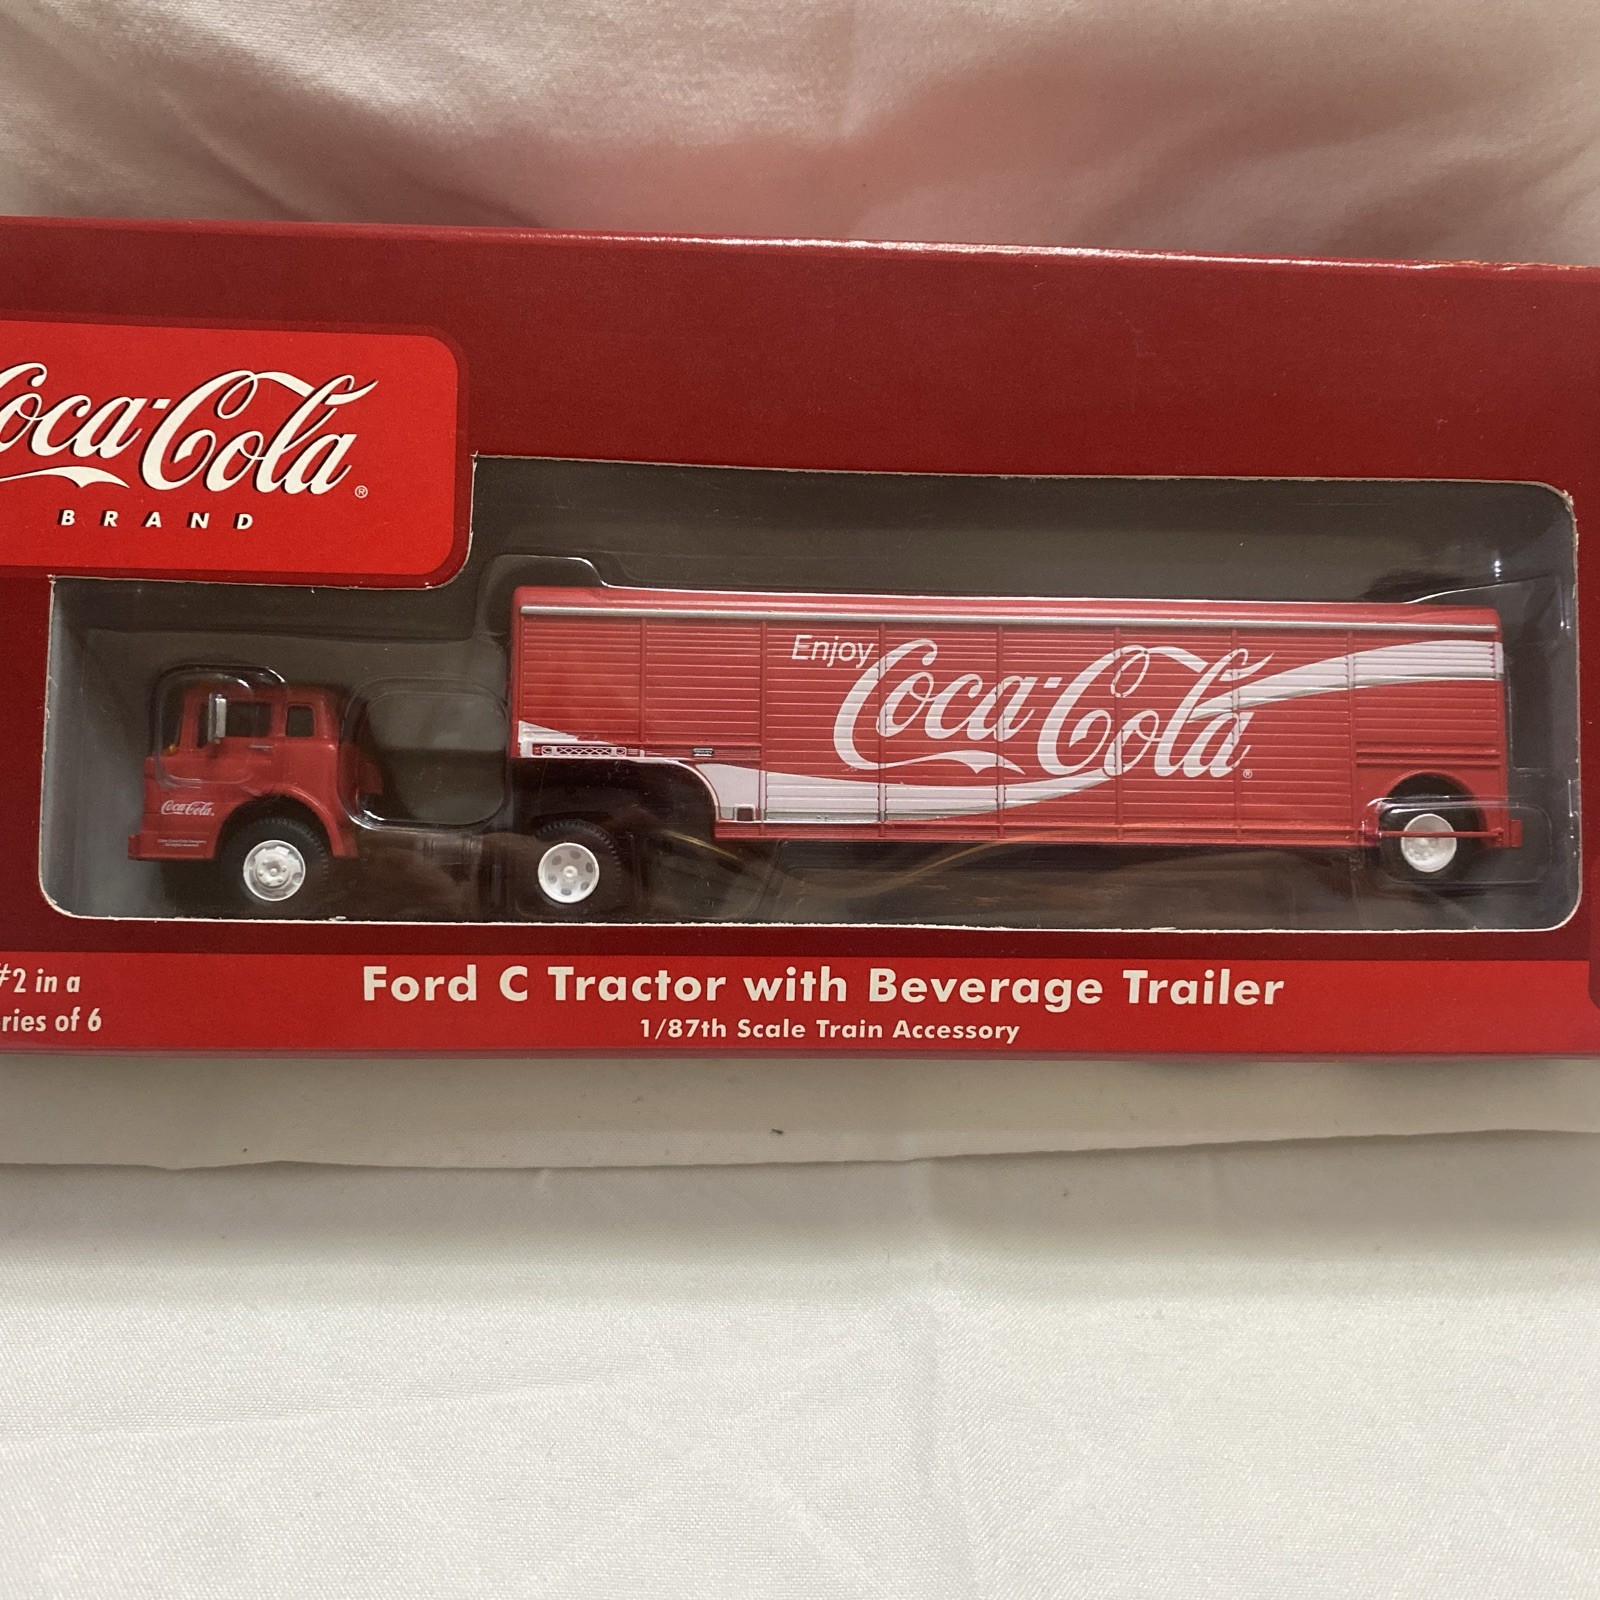 Coca-Cola®
BRAND
Enjoy
Coca-Cola®
Coca-Cola
#2 in a
ries of 6
Ford C Tractor with Beverage Trailer
1/87th Scale Train Accessory